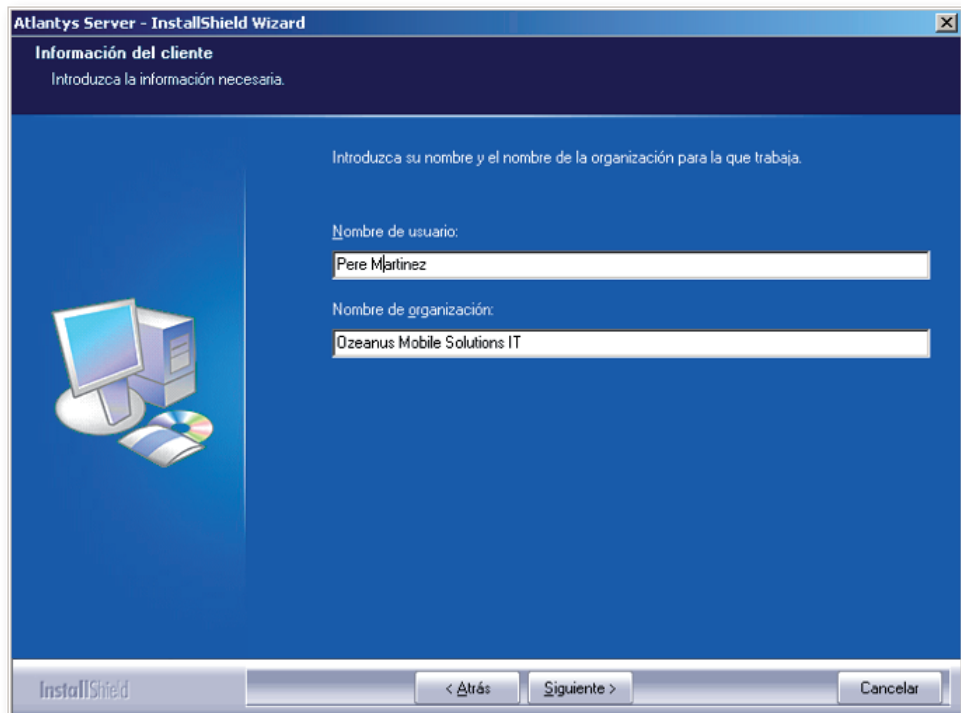 Atlantys Server - InstallShield Wizard
Información del cliente
Introduzca la información necesaria.
Introduzca su nombre y el nombre de la organización para la que trabaja.
Nombre de usuario:
Pere Martinez
Nombre de organización:
Ozeanus Mobile Solutions IT
InstallShield
< Atrás
Siguiente >
Cancelar